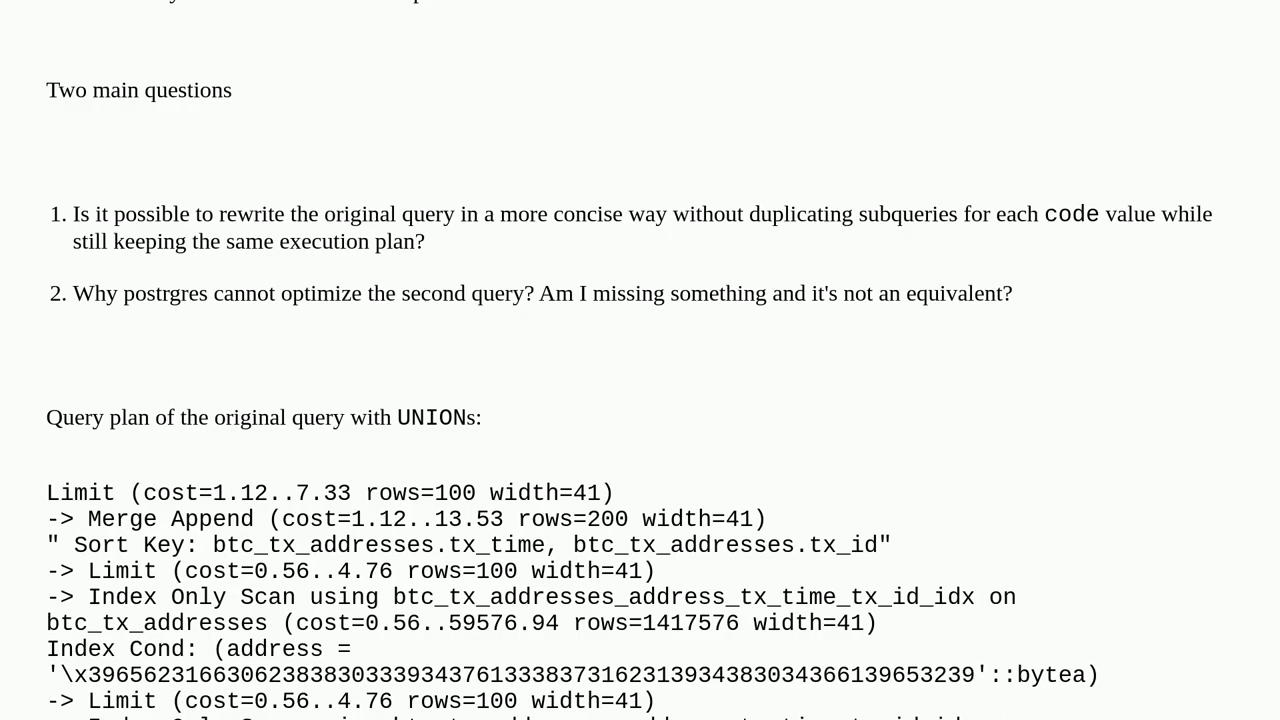 Two main questions
1. Is it possible to rewrite the original query in a more concise way without duplicating subqueries for each code value while
still keeping the same execution plan?
2. Why postrgres cannot optimize the second query? Am I missing something and it's not an equivalent?
Query plan of the original query with UNIONs:
Limit (cost=1.12..7.33 rows=100 width=41)
-> Merge Append (cost=1.12..13.53 rows=200 width=41)
" Sort Key: btc_tx_addresses.tx_time, btc_tx_addresses.tx_id"
-> Limit (cost=0.56..4.76 rows=100 width=41)
-> Index Only Scan using btc_tx_addresses_address_tx_time_tx_id_idx on
btc_tx_addresses (cost=0.56..59576.94 rows=1417576 width=41)
Index Cond: (address =
'\x39656231663062383830333934376133383731623139343830343661396532​39'::bytea)
-> Limit (cost=0.56..4.76 rows=100 width=41)